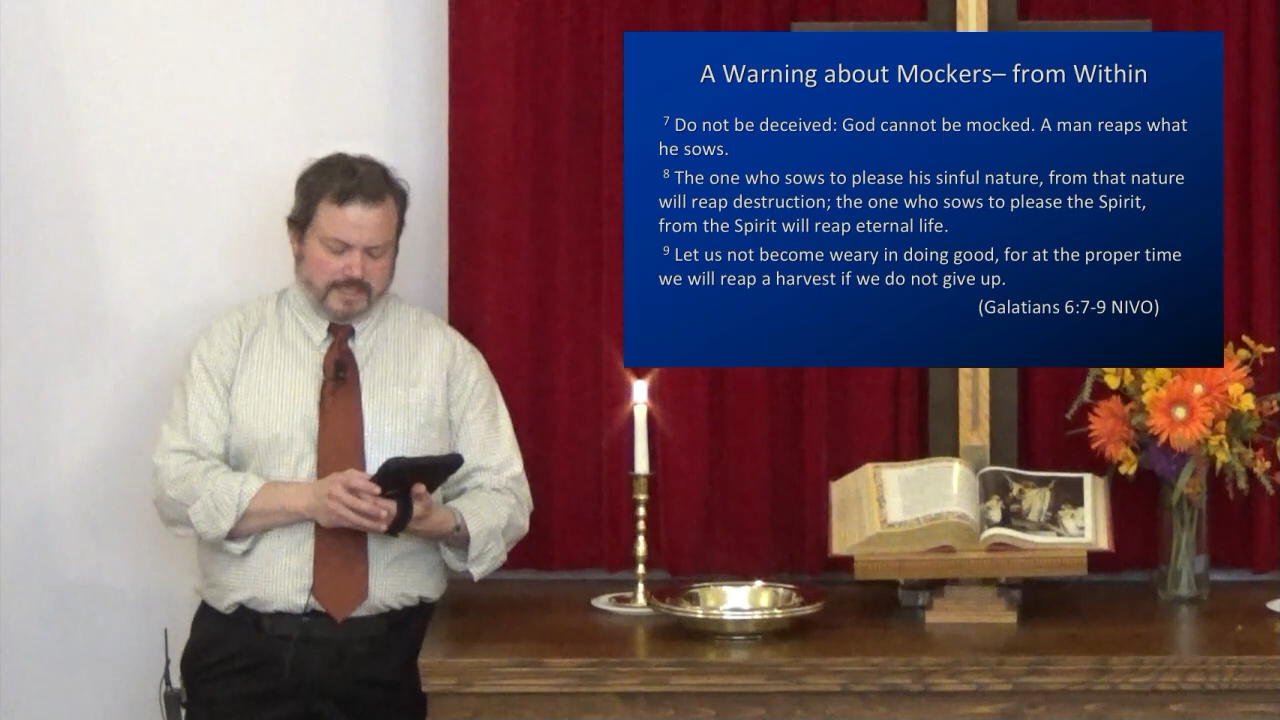 A Warning about Mockers– from Within
7 Do not be deceived: God cannot be mocked. A man reaps what
he sows.
8 The one who sows to please his sinful nature, from that nature
will reap destruction; the one who sows to please the Spirit,
from the Spirit will reap eternal life.
9 Let us not become weary in doing good, for at the proper time
we will reap a harvest if we do not give up.
(Galatians 6:7-9 NIVO)